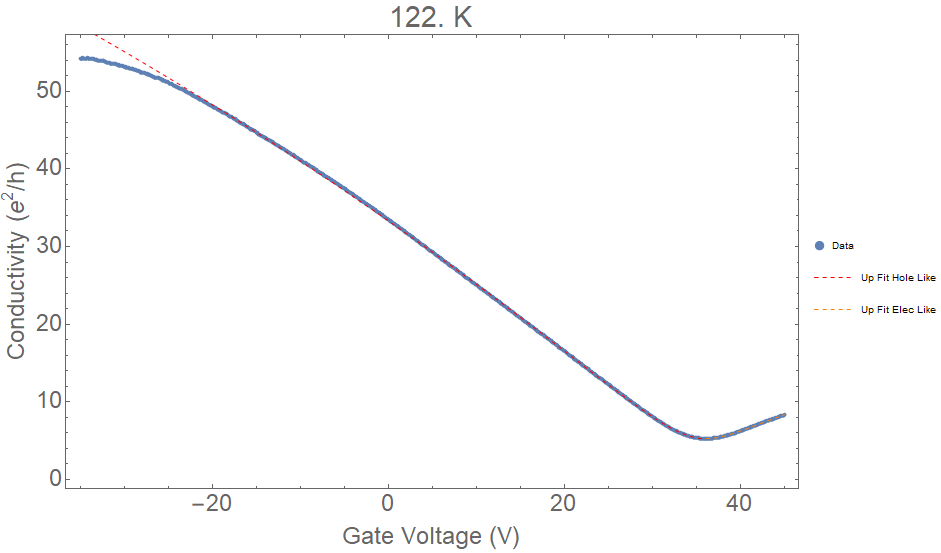 122. K
50
40
30
20
10
0
−20
0
20
40
Conductivity (e²/h)
Gate Voltage (V)
Data
Up Fit Hole Like
Up Fit Elec Like